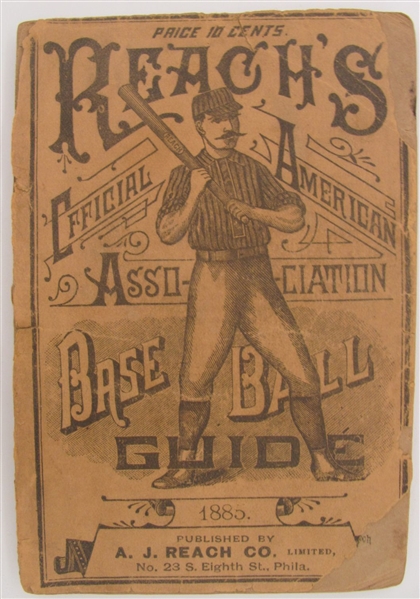 PRICE 10 CENTS.
REACH'S
OFFICIAL AMERICAN
ASSO-CIATION
BASE BALL
GUIDE
1885.
PUBLISHED BY
A. J. REACH CO. LIMITED,
No. 23 S. Eighth St., Phila.